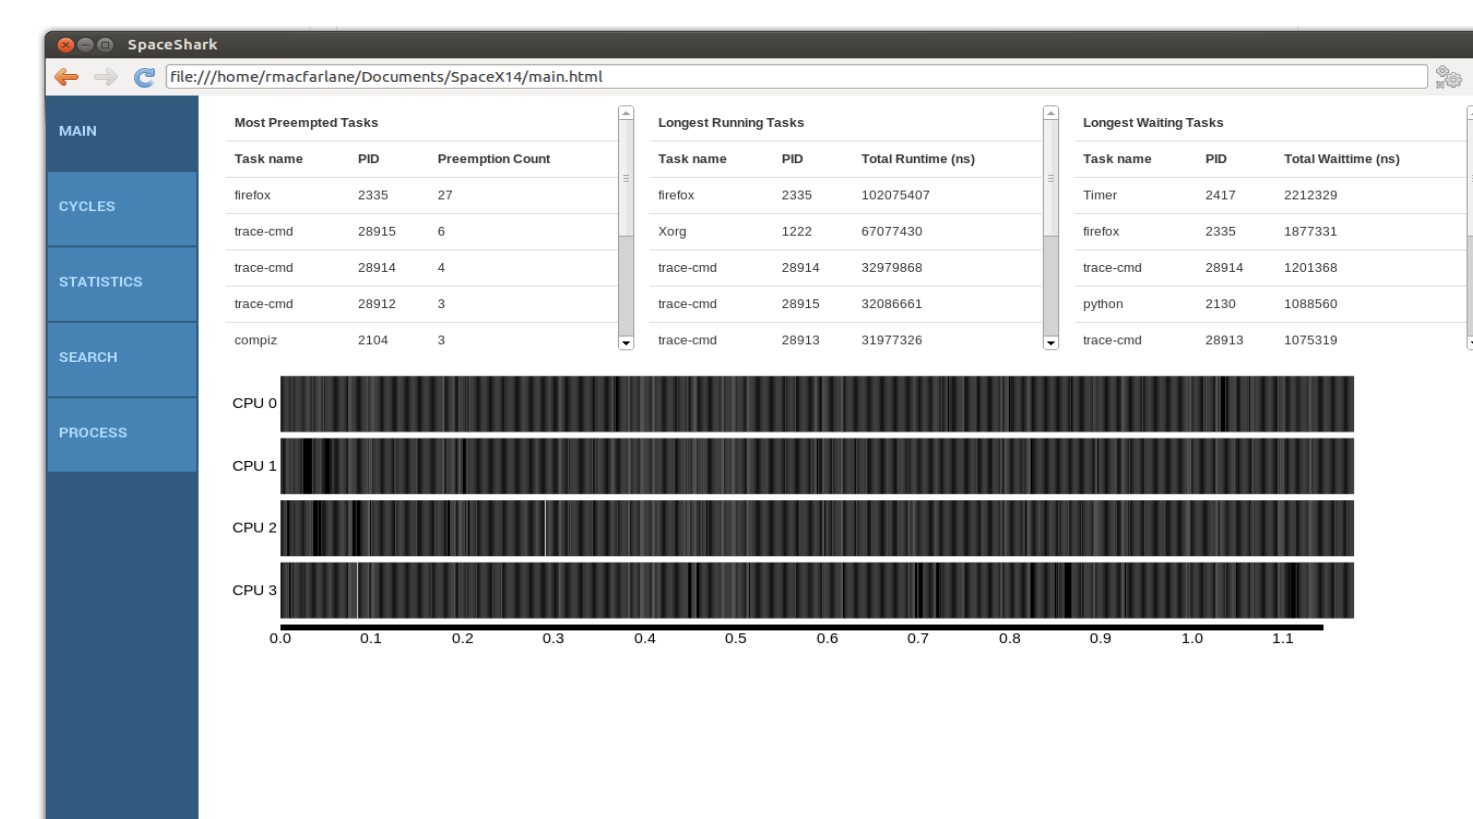 SpaceShark
file:///home/rmacfarlane/Documents/SpaceX14/main.html
MAIN
CYCLES
STATISTICS
SEARCH
PROCESS
Most Preempted Tasks
Task name PID Preemption Count
firefox 2335 27
trace-cmd 28915 6
trace-cmd 28914 4
trace-cmd 28912 3
compiz 2104 3
Longest Running Tasks
Task name PID Total Runtime (ns)
firefox 2335 102075407
Xorg 1222 67077430
trace-cmd 28914 32979868
trace-cmd 28915 32086661
trace-cmd 28913 31977326
Longest Waiting Tasks
Task name PID Total Waittime (ns)
Timer 2417 2212329
firefox 2335 1877331
trace-cmd 28914 1201368
python 2130 1088560
trace-cmd 28913 1075319
CPU 0
CPU 1
CPU 2
CPU 3
0.0 0.1 0.2 0.3 0.4 0.5 0.6 0.7 0.8 0.9 1.0 1.1